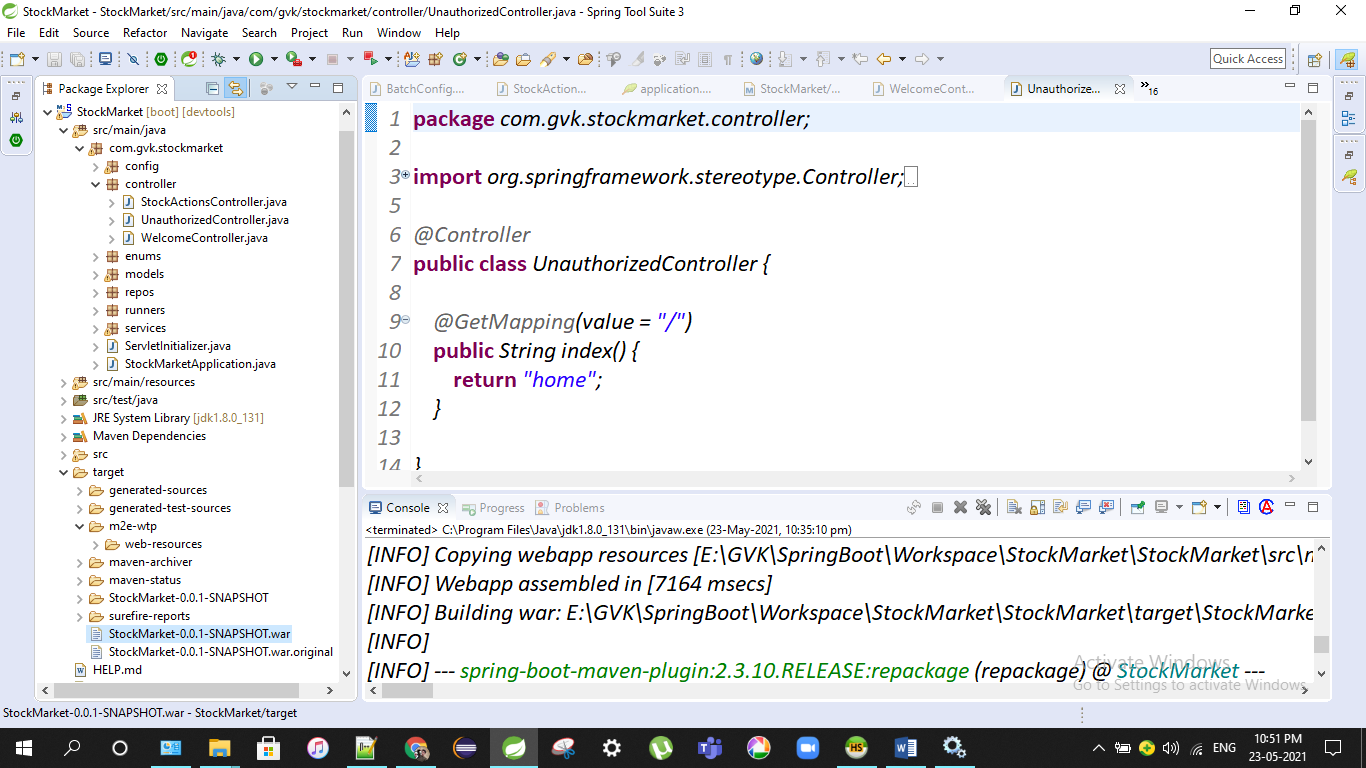 StockMarket - StockMarket/src/main/java/com/gvk/stockmarket/controller/UnauthorizedController.java - Spring Tool Suite 3
File Edit Source Refactor Navigate Search Project Run Window Help
Quick Access
Package Explorer
StockMarket [boot] [devtools]
src/main/java
com.gvk.stockmarket
config
controller
StockActionsController.java
UnauthorizedController.java
WelcomeController.java
enums
models
repos
runners
services
ServletInitializer.java
StockMarketApplication.java
src/main/resources
src/test/java
JRE System Library [jdk1.8.0_131]
Maven Dependencies
src
target
generated-sources
generated-test-sources
m2e-wtp
web-resources
maven-archiver
maven-status
StockMarket-0.0.1-SNAPSHOT
surefire-reports
StockMarket-0.0.1-SNAPSHOT.war
StockMarket-0.0.1-SNAPSHOT.war.original
HELP.md
BatchConfig.... StockAction... application.... StockMarket/... WelcomeCont... Unauthorize... »16
1 package com.gvk.stockmarket.controller;
2
3 import org.springframework.stereotype.Controller;
5
6 @Controller
7 public class UnauthorizedController {
8
9 @GetMapping(value = "/")
10 public String index() {
11 return "home";
12 }
13
14 }
Console Progress Problems
<terminated> C:\Program Files\Java\jdk1.8.0_131\bin\javaw.exe (23-May-2021, 10:35:10 pm)
[INFO] Copying webapp resources [E:\GVK\SpringBoot\Workspace\StockMarket\StockMarket\src\m
[INFO] Webapp assembled in [7164 msecs]
[INFO] Building war: E:\GVK\SpringBoot\Workspace\StockMarket\StockMarket\target\StockMarke
[INFO]
[INFO] --- spring-boot-maven-plugin:2.3.10.RELEASE:repackage (repackage) @ StockMarket ---
Activate Windows
Go to Settings to activate Windows.
StockMarket-0.0.1-SNAPSHOT.war - StockMarket/target
ENG
10:51 PM
23-05-2021